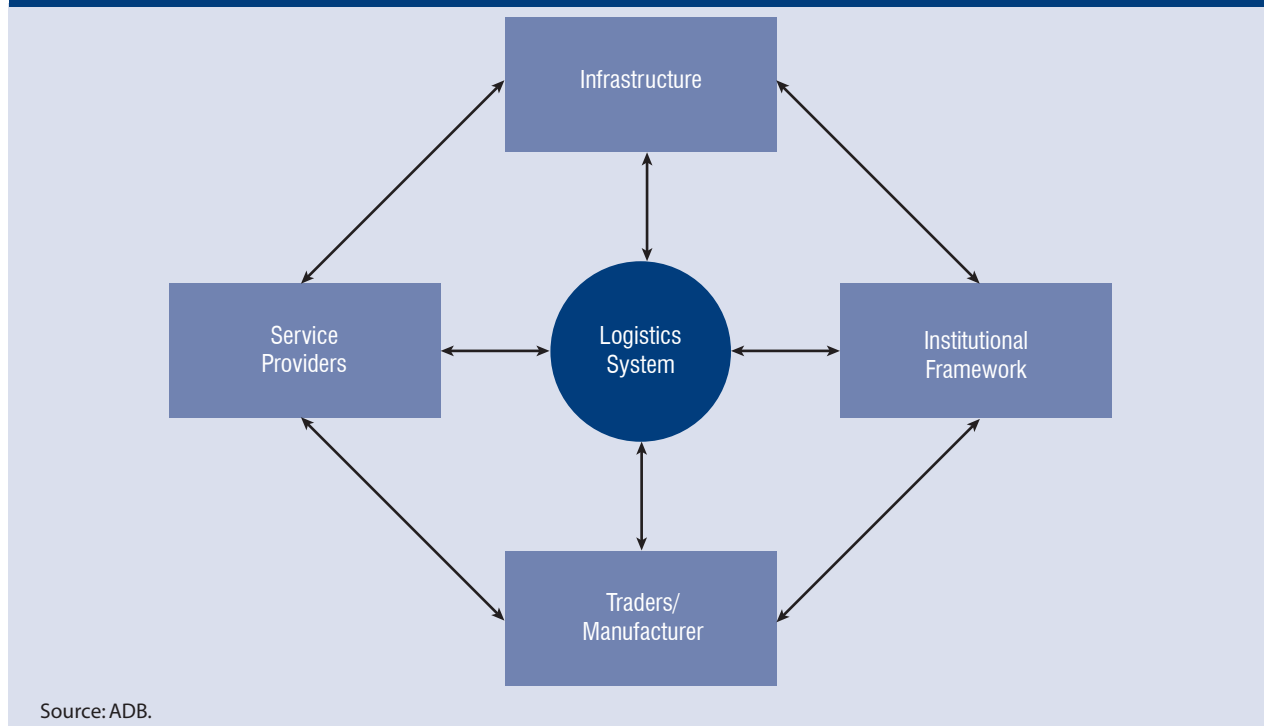 Infrastructure
Service
Providers
Logistics
System
Institutional
Framework
Traders/
Manufacturer
Source: ADB.